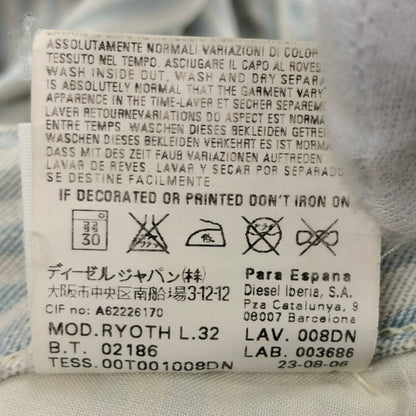 ASSOLUTAMENTE NORMALI VARIAZIONI DI COLOR
TESSUTO NEL TEMPO. ASCIUGARE IL CAPO AL ROVES
WASH INSIDE OUT, WASH AND DRY SEPARA
IS ABSOLUTELY NORMAL THAT THE GARMENT VARY
APPARENCE IN THE TIME-LAVER ET SECHER SEPAREM
LAVER RETOURNEVARIATIONS DO ASPECT EST NORMA
ENTRE TEMPS. WASCHEN DIESES BEKLEIDEN GETREN
WASCHEN DIESES BEKLEIDEN VERKEHRT ES IST NORMA
DASS MIT DES ZEIT FAUB VARIATIONEN AUFTRETEN
LAVAR DE REVES. LAVAR Y SECAR POR SEPARADO
SE DESTINE FACILMENTE.
IF DECORATED OR PRINTED DON'T IRON ON
30
ディーゼルジャパン(株)
大阪市中央区南船場3-12-12
CIF no: A62226170
Para Espana
Diesel Iberia, S.A.
Pza Catalunya, 9
08007 Barcelona
MOD.RYOTH L.32 LAV. 008DN
B.T. 02186 LAB. 003686
TESS.00T001008DN 23-08-06